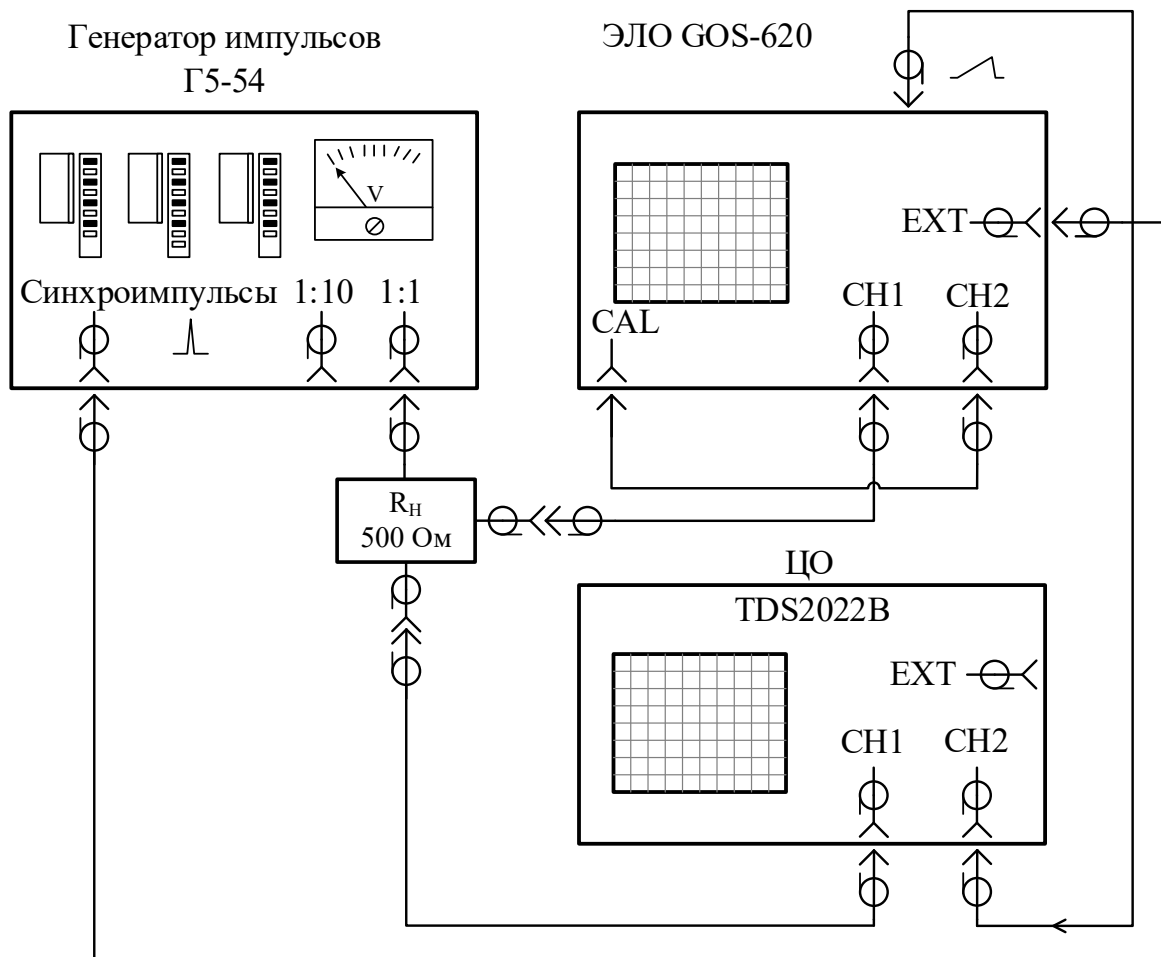 Генератор импульсов
Г5-54
ЭЛО GOS-620
V
EXT
Синхроимпульсы 1:10 1:1
CAL
CH1
CH2
RН
500 Ом
ЦО
TDS2022B
EXT
CH1
CH2